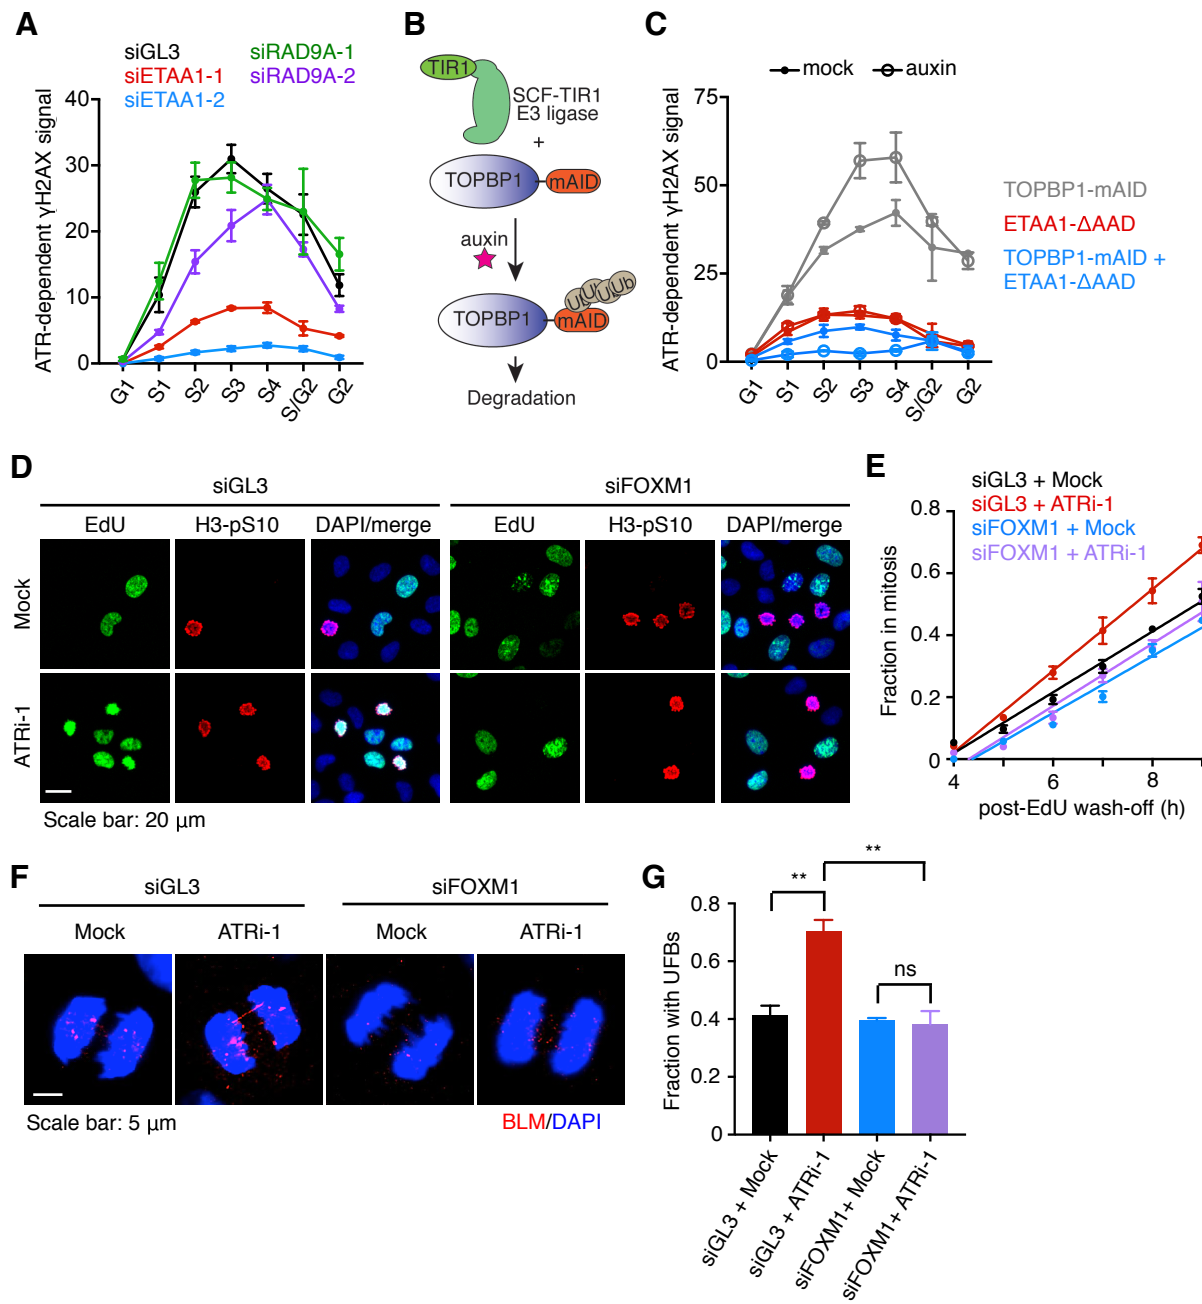 A
siGL3
siRAD9A-1
siETAA1-1
siRAD9A-2
siETAA1-2
ATR-dependent γH2AX signal
40
30
20
10
0
G1
S1
S2
S3
S4
S/G2
G2
B
TIR1
SCF-TIR1
E3 ligase
+
TOPBP1
mAID
auxin
TOPBP1
mAID
Ub
Degradation
C
mock
auxin
ATR-dependent γH2AX signal
75
50
25
0
G1
S1
S2
S3
S4
S/G2
G2
TOPBP1-mAID
ETAA1-ΔAAD
TOPBP1-mAID +
ETAA1-ΔAAD
D
siGL3
siFOXM1
EdU
H3-pS10
DAPI/merge
EdU
H3-pS10
DAPI/merge
Mock
ATRi-1
Scale bar: 20 μm
E
siGL3 + Mock
siGL3 + ATRi-1
siFOXM1 + Mock
siFOXM1 + ATRi-1
Fraction in mitosis
0.8
0.6
0.4
0.2
0
4
6
8
post-EdU wash-off (h)
F
siGL3
siFOXM1
Mock
ATRi-1
Mock
ATRi-1
Scale bar: 5 μm
BLM/DAPI
G
Fraction with UFBs
0.8
0.6
0.4
0.2
0
**
**
ns
siGL3 + Mock
siGL3 + ATRi-1
siFOXM1+ Mock
siFOXM1+ ATRi-1